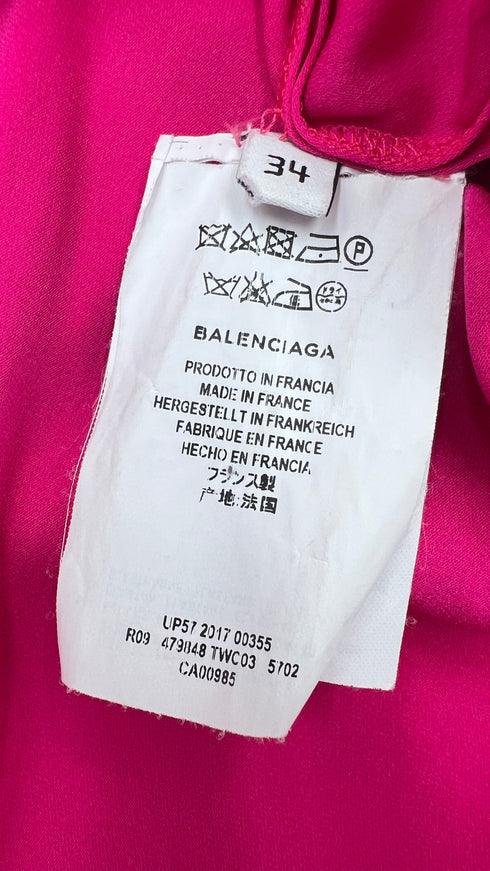 34
P
BALENCIAGA
PRODOTTO IN FRANCIA
MADE IN FRANCE
HERGESTELLT IN FRANKREICH
FABRIQUE EN FRANCE
HECHO EN FRANCIA
フランス製
产地:法国
UP57 2017 00355
R09 479848 TWC03 5702
CA00985